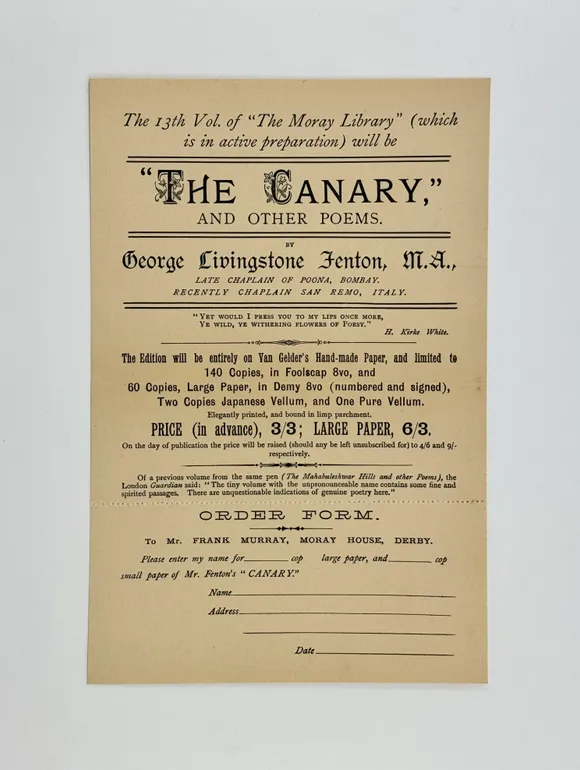 The 13th Vol. of "The Moray Library" (which
is in active preparation) will be
"THE CANARY,"
AND OTHER POEMS.
BY
George Livingstone Fenton, M.A.,
LATE CHAPLAIN OF POONA, BOMBAY.
RECENTLY CHAPLAIN SAN REMO, ITALY.
"YET WOULD I PRESS YOU TO MY LIPS ONCE MORE,
YE WILD, YE WITHERING FLOWERS OF POESY."
H. Kirke White.
The Edition will be entirely on Van Gelder's Hand-made Paper, and limited to
140 Copies, in Foolscap 8vo, and
60 Copies, Large Paper, in Demy 8vo (numbered and signed),
Two Copies Japanese Vellum, and One Pure Vellum.
Elegantly printed, and bound in limp parchment.
PRICE (in advance), 3/3; LARGE PAPER, 6/3.
On the day of publication the price will be raised (should any be left unsubscribed for) to 4/6 and 9/-
respectively.
Of a previous volume from the same pen (The Mahabuleshwar Hills and other Poems), the
London Guardian said: "The tiny volume with the unpronounceable name contains some fine and
spirited passages. There are unquestionable indications of genuine poetry here."
ORDER FORM.
To Mr. FRANK MURRAY, MORAY HOUSE, DERBY.
Please enter my name for cop large paper, and cop
small paper of Mr. Fenton's "CANARY."
Name
Address
Date